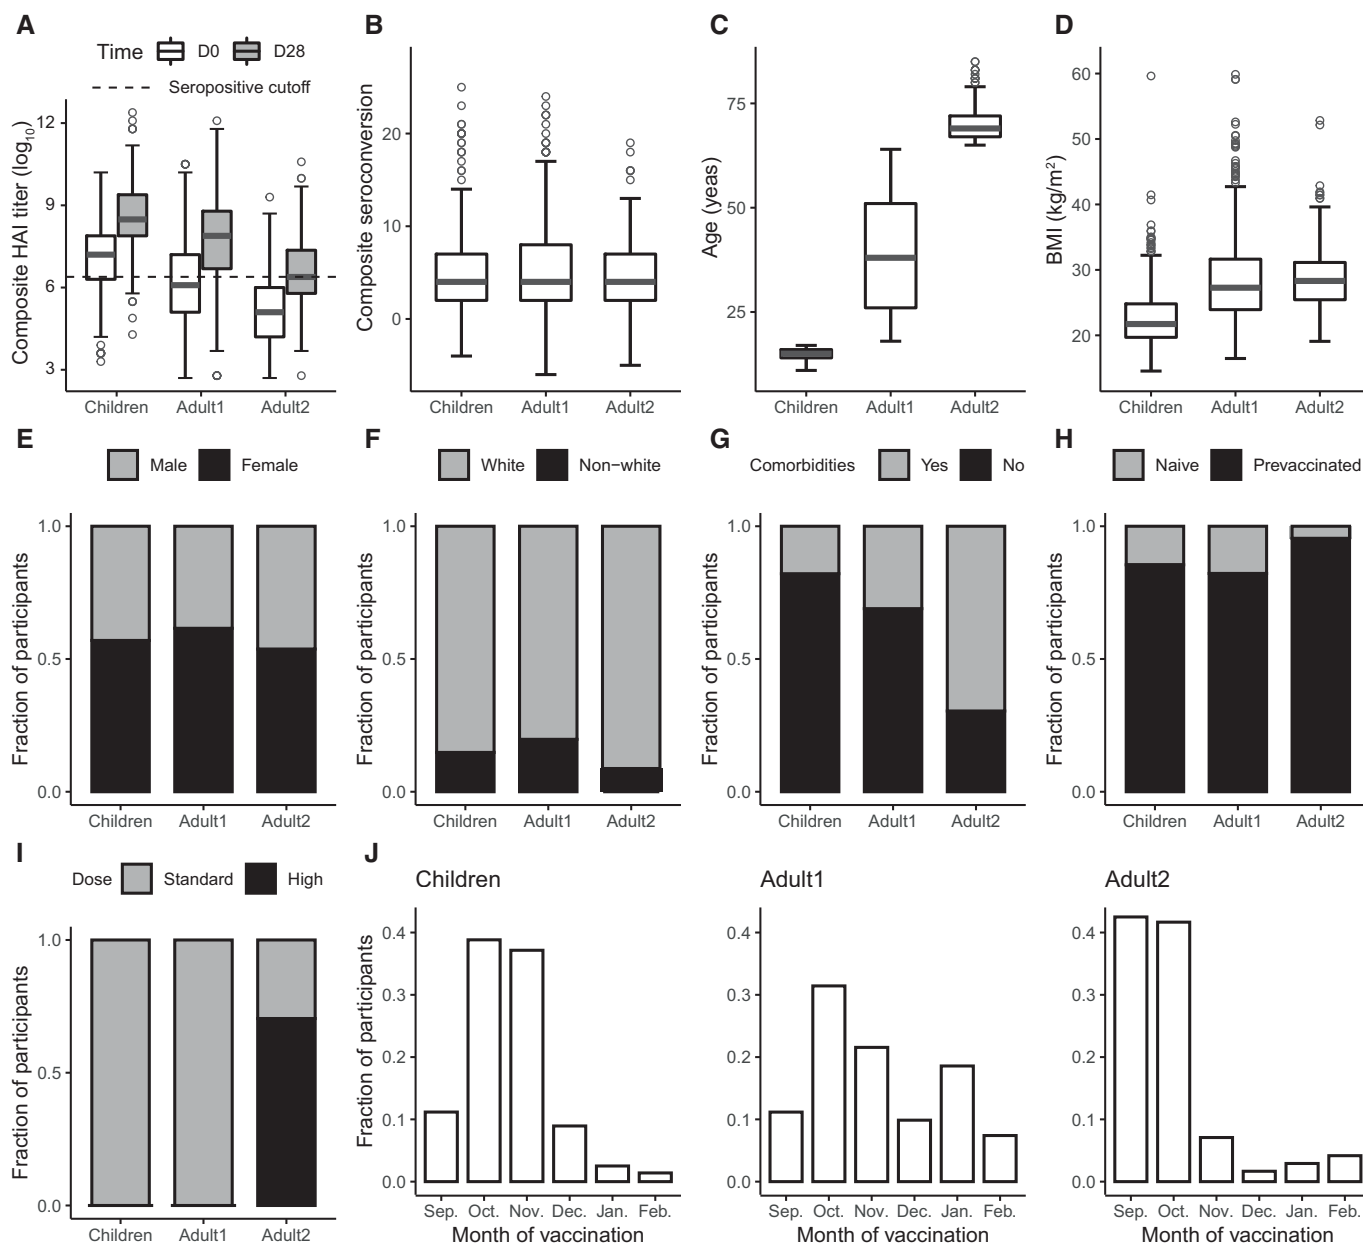 A
Time D0 D28
Seropositive cutoff
Composite HAI titer (log10)
12
9
6
3
Children Adult1 Adult2
B
Composite seroconversion
20
10
0
Children Adult1 Adult2
C
Age (yeas)
75
50
25
Children Adult1 Adult2
D
BMI (kg/m²)
60
50
40
30
20
Children Adult1 Adult2
E
Male Female
Fraction of participants
1.0
0.5
0.0
Children Adult1 Adult2
F
White Non−white
Fraction of participants
1.0
0.5
0.0
Children Adult1 Adult2
G
Comorbidities Yes No
Fraction of participants
1.0
0.5
0.0
Children Adult1 Adult2
H
Naive Prevaccinated
Fraction of participants
1.0
0.5
0.0
Children Adult1 Adult2
I
Dose Standard High
Fraction of participants
1.0
0.5
0.0
Children Adult1 Adult2
J
Children
Fraction of participants
0.4
0.3
0.2
0.1
0.0
Sep. Oct. Nov. Dec. Jan. Feb.
Month of vaccination
Adult1
0.4
0.3
0.2
0.1
0.0
Sep. Oct. Nov. Dec. Jan. Feb.
Month of vaccination
Adult2
0.4
0.3
0.2
0.1
0.0
Sep. Oct. Nov. Dec. Jan. Feb.
Month of vaccination